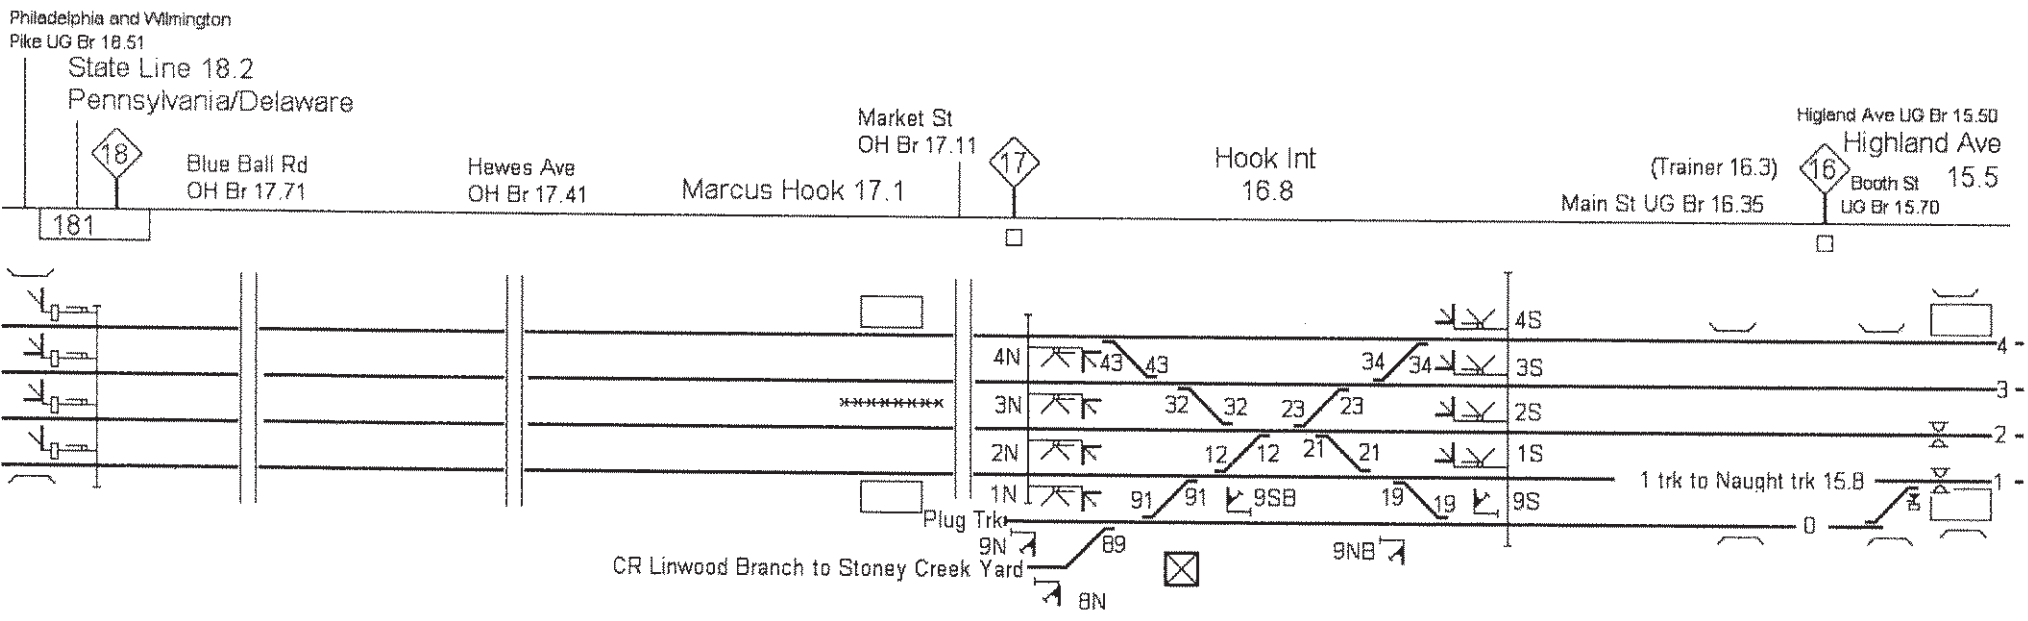 Philadelphia and Wilmington
Pike UG Br 18.51
State Line 18.2
Pennsylvania/Delaware
18
Blue Ball Rd
OH Br 17.71
Hewes Ave
OH Br 17.41
Marcus Hook 17.1
Market St
OH Br 17.11
17
Hook Int
16.8
(Trainer 16.3)
Main St UG Br 16.35
16
Higland Ave UG Br 15.50
Highland Ave
15.5
Booth St
UG Br 15.70
181
4N
43
43
34
34
4S
4
3N
32
32
23
23
3S
3
2N
12
12
21
21
2S
2
1N
91
91
9SB
19
19
1S
9S
1 trk to Naught trk 15.8
1
Plug Trk
0
9N
89
9NB
CR Linwood Branch to Stoney Creek Yard
8N